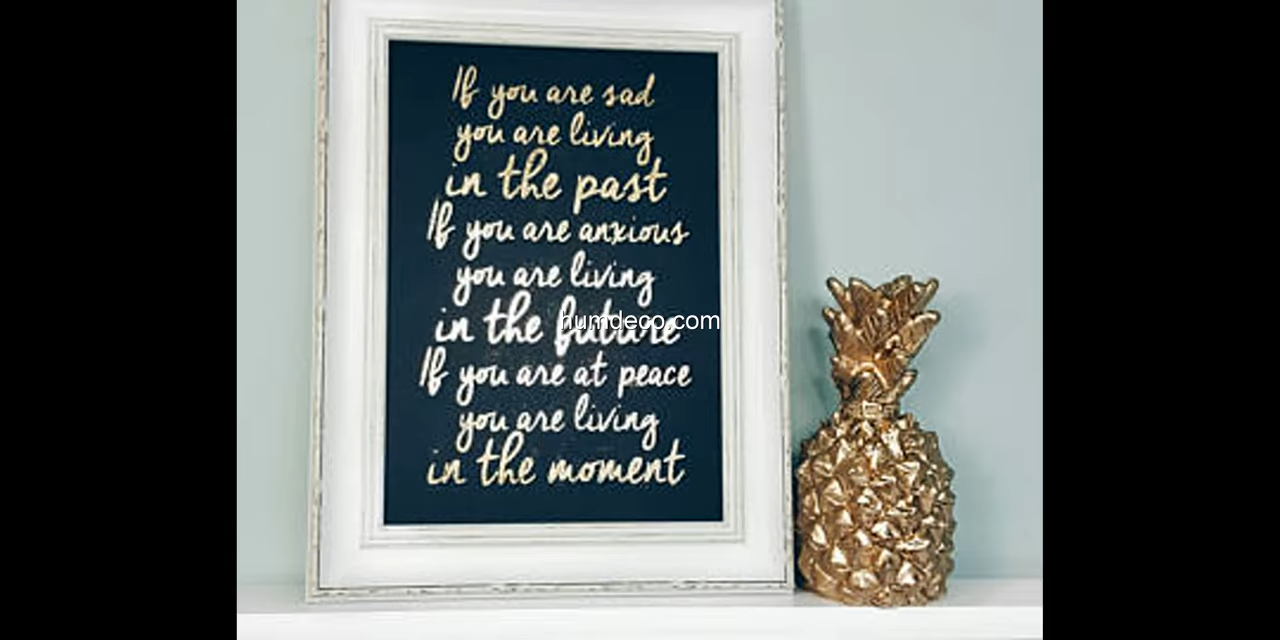 If you are sad
you are living
in the past
If you are anxious
you are living
in the future
humdeco.com
If you are at peace
you are living
in the moment